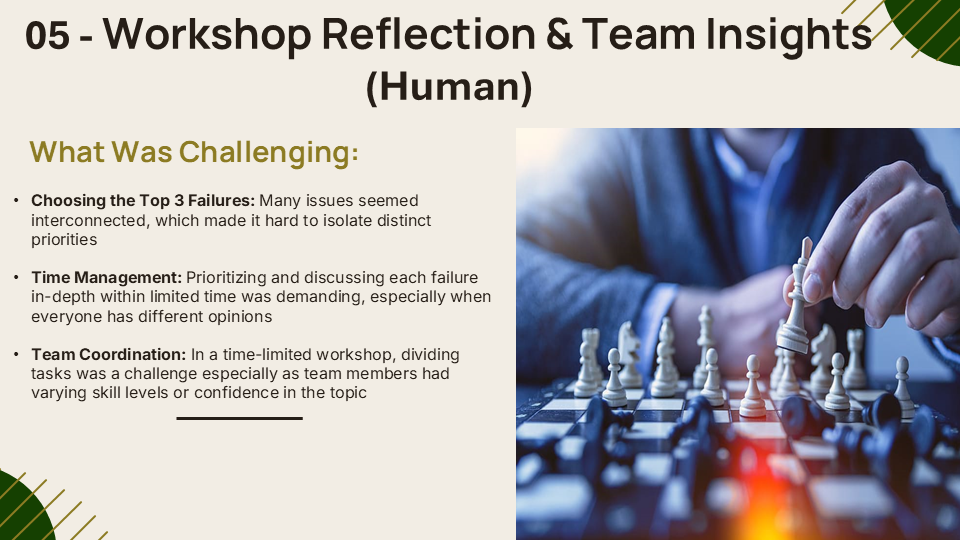 05 - Workshop Reflection & Team Insights
(Human)
What Was Challenging:
• Choosing the Top 3 Failures: Many issues seemed
interconnected, which made it hard to isolate distinct
priorities
• Time Management: Prioritizing and discussing each failure
in-depth within limited time was demanding, especially when
everyone has different opinions
• Team Coordination: In a time-limited workshop, dividing
tasks was a challenge especially as team members had
varying skill levels or confidence in the topic